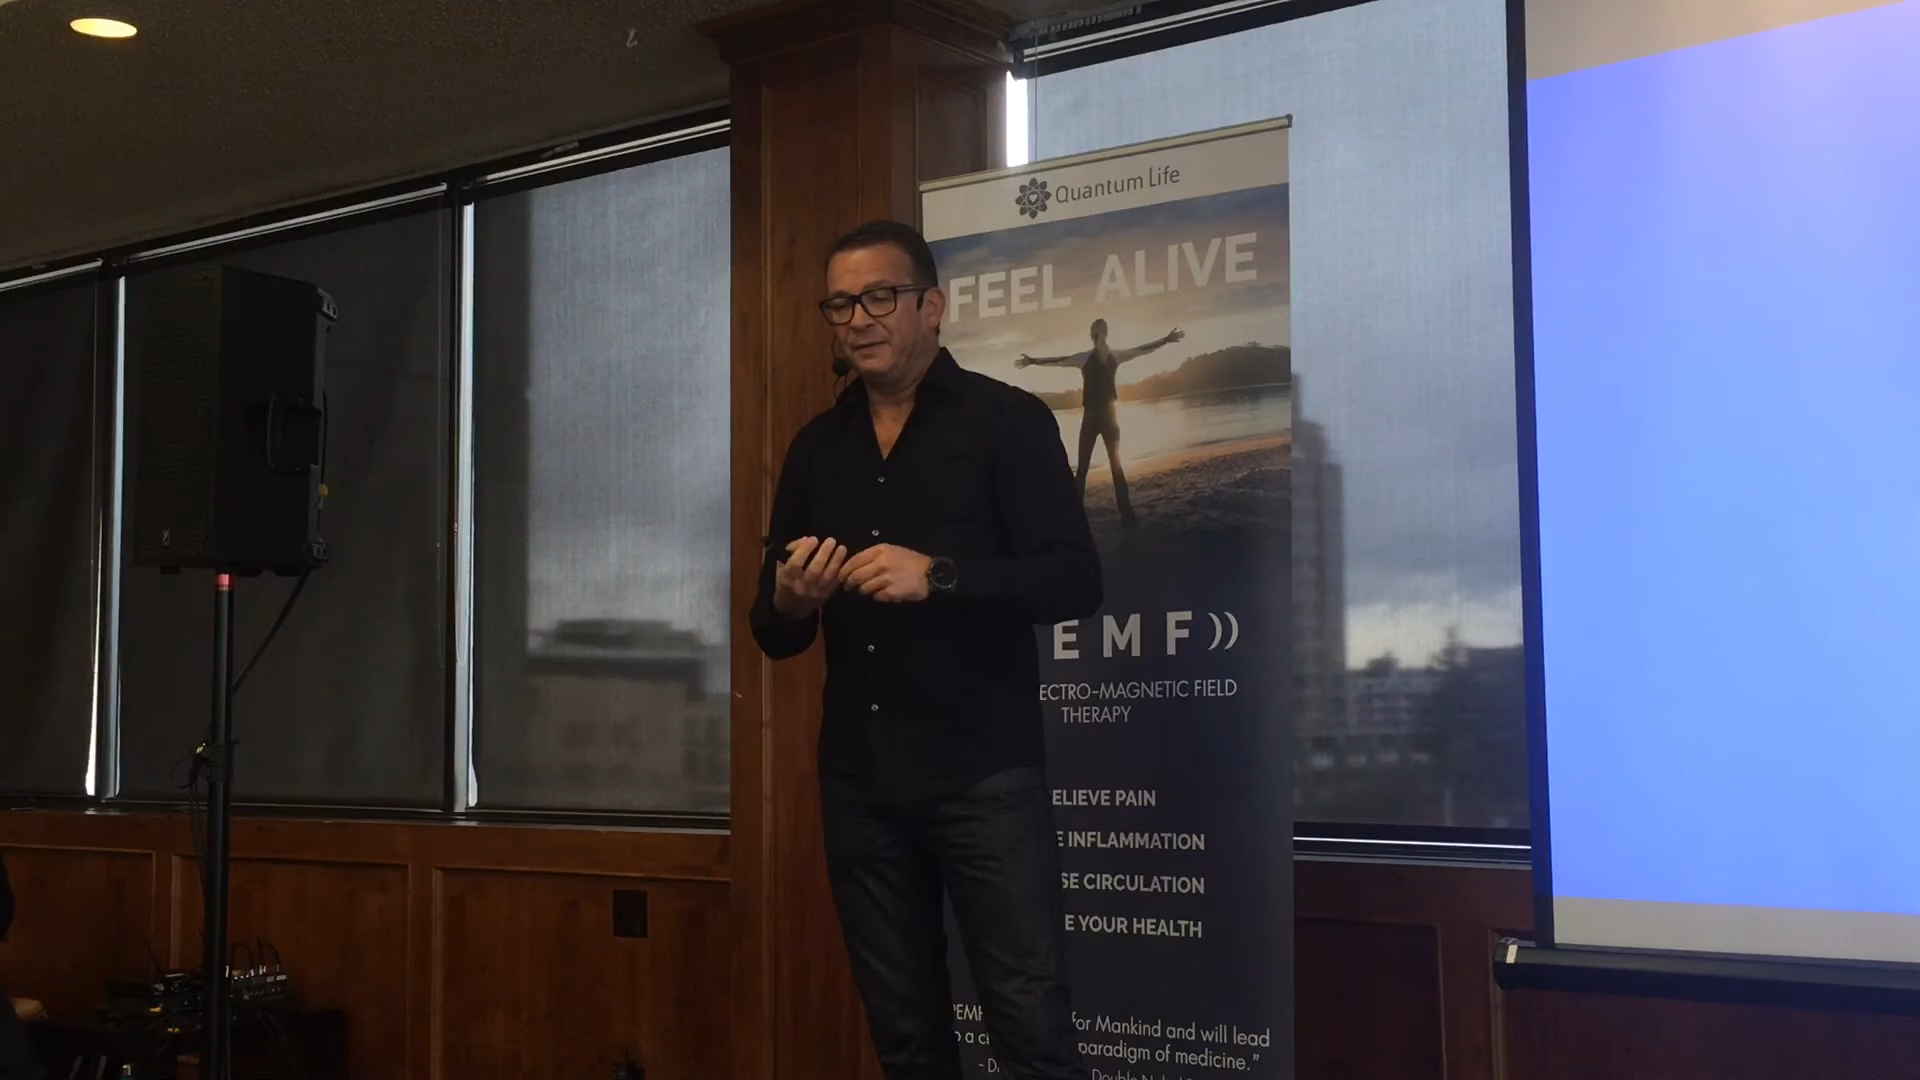 Quantum Life
FEEL ALIVE
EMF))
ECTRO-MAGNETIC FIELD
THERAPY
ELIEVE PAIN
E INFLAMMATION
SE CIRCULATION
E YOUR HEALTH
for Mankind and will lead
paradigm of medicine."